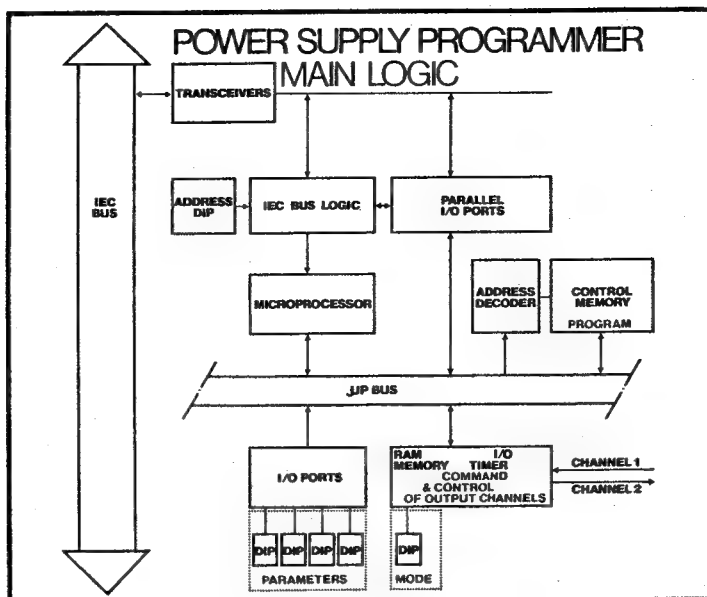 POWER SUPPLY PROGRAMMER
MAIN LOGIC
TRANSCEIVERS
IEC
BUS
ADDRESS
DIP
IEC BUS LOGIC
PARALLEL
I/O PORTS
MICROPROCESSOR
ADDRESS
DECODER
CONTROL
MEMORY
PROGRAM
µP BUS
I/O PORTS
RAM I/O
MEMORY TIMER
COMMAND
& CONTROL
OF OUTPUT CHANNELS
CHANNEL 1
CHANNEL 2
DIP DIP DIP DIP
PARAMETERS
DIP
MODE